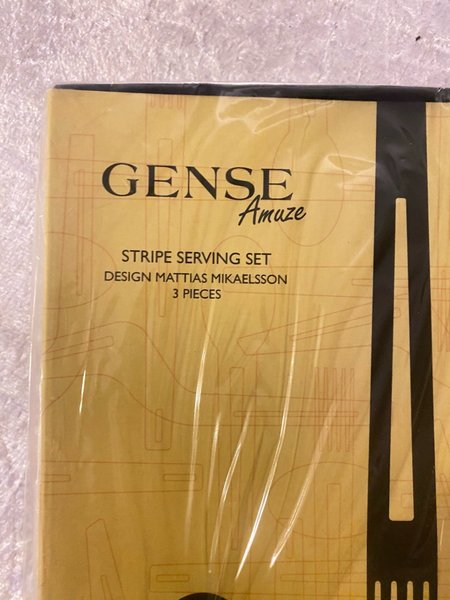 GENSE
Amuze
STRIPE SERVING SET
DESIGN MATTIAS MIKAELSSON
3 PIECES